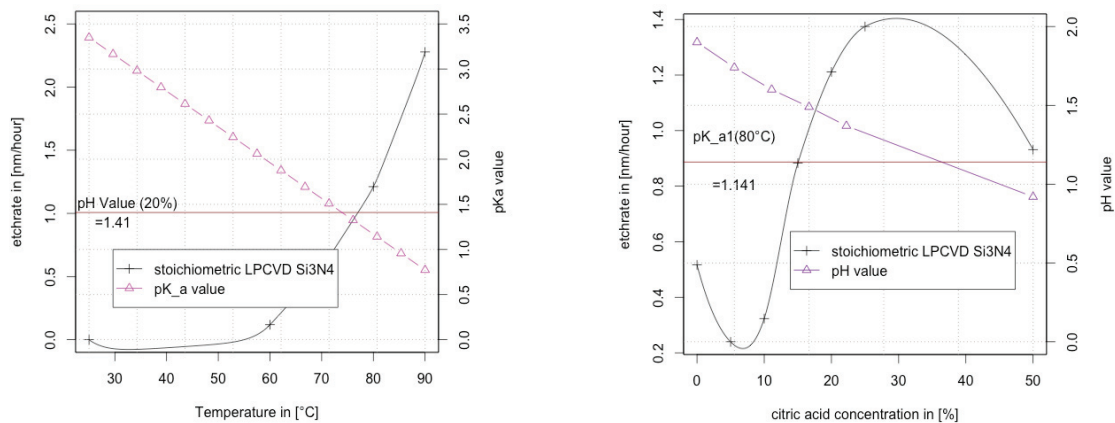 etchrate in [nm/hour]
2.5
2.0
1.5
1.0
0.5
0.0
pH Value (20%)
=1.41
stoichiometric LPCVD Si3N4
pK_a value
3.5
3.0
2.5
2.0
1.5
1.0
0.5
0.0
pKa value
30 40 50 60 70 80 90
Temperature in [°C]
etchrate in [nm/hour]
1.4
1.2
1.0
0.8
0.6
0.4
0.2
pK_a1(80°C)
=1.141
stoichiometric LPCVD Si3N4
pH value
2.0
1.5
1.0
0.5
0.0
pH value
0 10 20 30 40 50
citric acid concentration in [%]